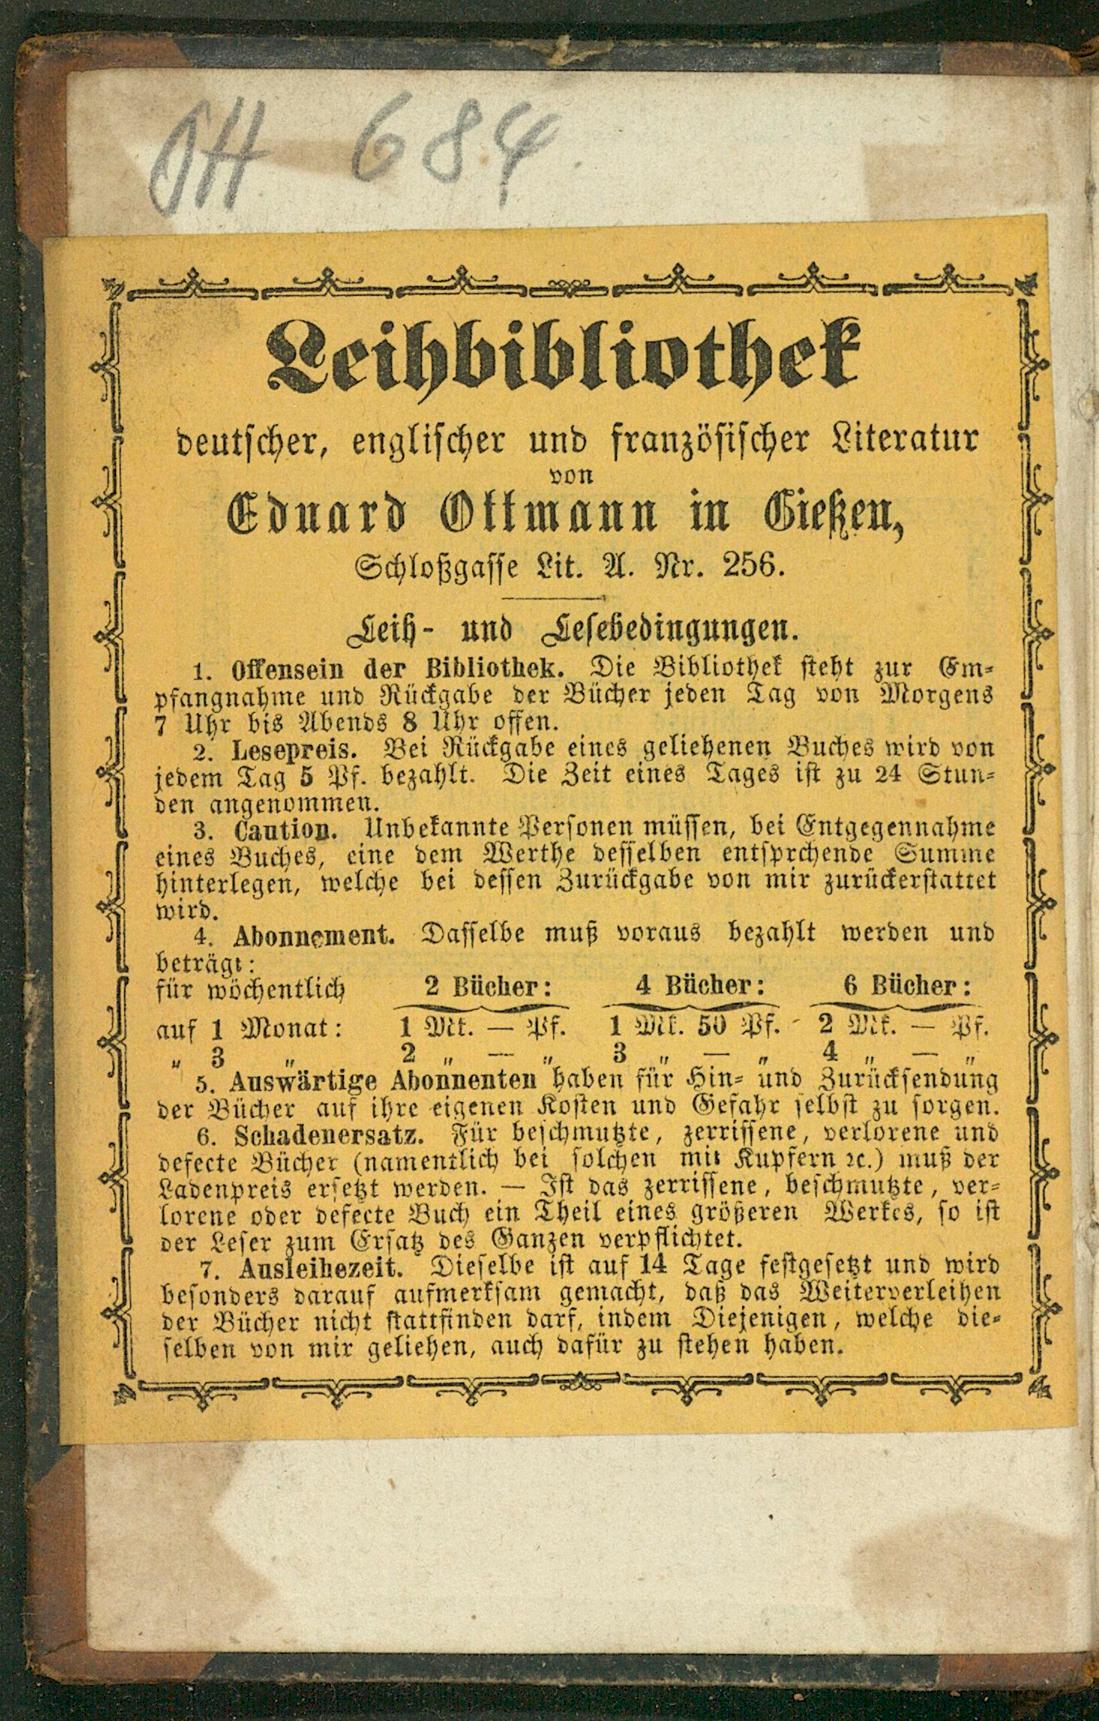 OH 684
Leihbibliothek
deutscher, englischer und französischer Literatur
von
Eduard Ottmann in Gießen,
Schloßgasse Lit. A. Nr. 256.
Leih- und Lesebedingungen.
1. Offensein der Bibliothek. Die Bibliothek steht zur Em-
pfangnahme und Rückgabe der Bücher jeden Tag von Morgens
7 Uhr bis Abends 8 Uhr offen.
2. Lesepreis. Bei Rückgabe eines geliehenen Buches wird von
jedem Tag 5 Pf. bezahlt. Die Zeit eines Tages ist zu 24 Stun-
den angenommen.
3. Caution. Unbekannte Personen müssen, bei Entgegennahme
eines Buches, eine dem Werthe desselben entsprchende Summe
hinterlegen, welche bei dessen Zurückgabe von mir zurückerstattet
wird.
4. Abonnement. Dasselbe muß voraus bezahlt werden und
beträgt:
für wöchentlich 2 Bücher: 4 Bücher: 6 Bücher:
auf 1 Monat: 1 Mk. — Pf. 1 Mk. 50 Pf. 2 Mk. — Pf.
„ 3 „ 2 „ — „ 3 „ — „ 4 „ — „
5. Auswärtige Abonnenten haben für Hin- und Zurücksendung
der Bücher auf ihre eigenen Kosten und Gefahr selbst zu sorgen.
6. Schadenersatz. Für beschmutzte, zerrissene, verlorene und
defecte Bücher (namentlich bei solchen mit Kupfern ꝛc.) muß der
Ladenpreis ersetzt werden. — Ist das zerrissene, beschmutzte, ver-
lorene oder defecte Buch ein Theil eines größeren Werkes, so ist
der Leser zum Ersatz des Ganzen verpflichtet.
7. Ausleihezeit. Dieselbe ist auf 14 Tage festgesetzt und wird
besonders darauf aufmerksam gemacht, daß das Weiterverleihen
der Bücher nicht stattfinden darf, indem Diejenigen, welche die-
selben von mir geliehen, auch dafür zu stehen haben.